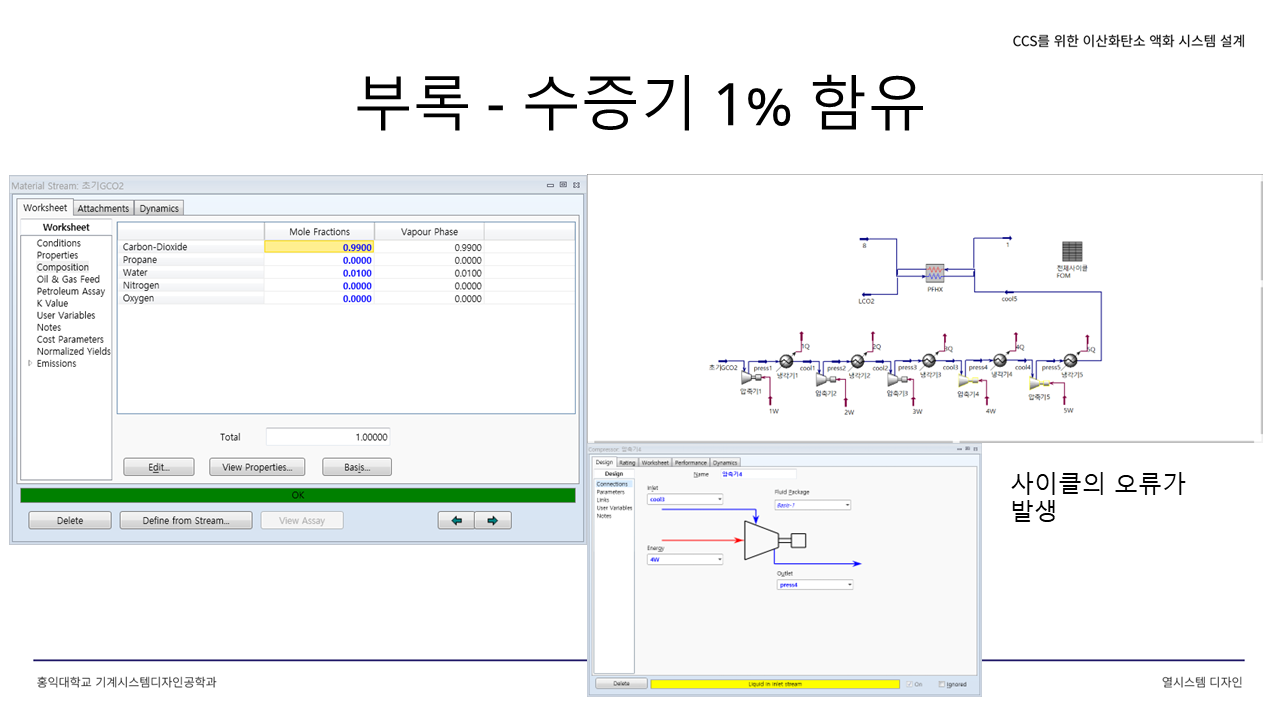 CCS를 위한 이산화탄소 액화 시스템 설계
부록 - 수증기 1% 함유
Material Stream: 초기GCO2
Worksheet Attachments Dynamics
Worksheet
Conditions
Properties
Composition
Oil & Gas Feed
Petroleum Assay
K Value
User Variables
Notes
Cost Parameters
Normalized Yields
Emissions
Mole Fractions Vapour Phase
Carbon-Dioxide 0.9900 0.9900
Propane 0.0000 0.0000
Water 0.0100 0.0100
Nitrogen 0.0000 0.0000
Oxygen 0.0000 0.0000
Total 1.00000
Edit... View Properties... Basis...
OK
Delete Define from Stream... View Assay
8 1
전체사이클
FOM
PFHX
LCO2 cool5
1Q 2Q 3Q 4Q 5Q
초기GCO2 press1 cool1 press2 cool2 press3 cool3 press4 cool4 press5
냉각기1 냉각기2 냉각기3 냉각기4 냉각기5
압축기1 압축기2 압축기3 압축기4 압축기5
1W 2W 3W 4W 5W
Compressor: 압축기4
Design Rating Worksheet Performance Dynamics
Design
Connections
Parameters
Links
User Variables
Notes
Name 압축기4
Inlet
cool3
Fluid Package
Basis-1
Energy
4W
Outlet
press4
Delete Liquid in inlet stream On Ignored
사이클의 오류가
발생
홍익대학교 기계시스템디자인공학과
열시스템 디자인